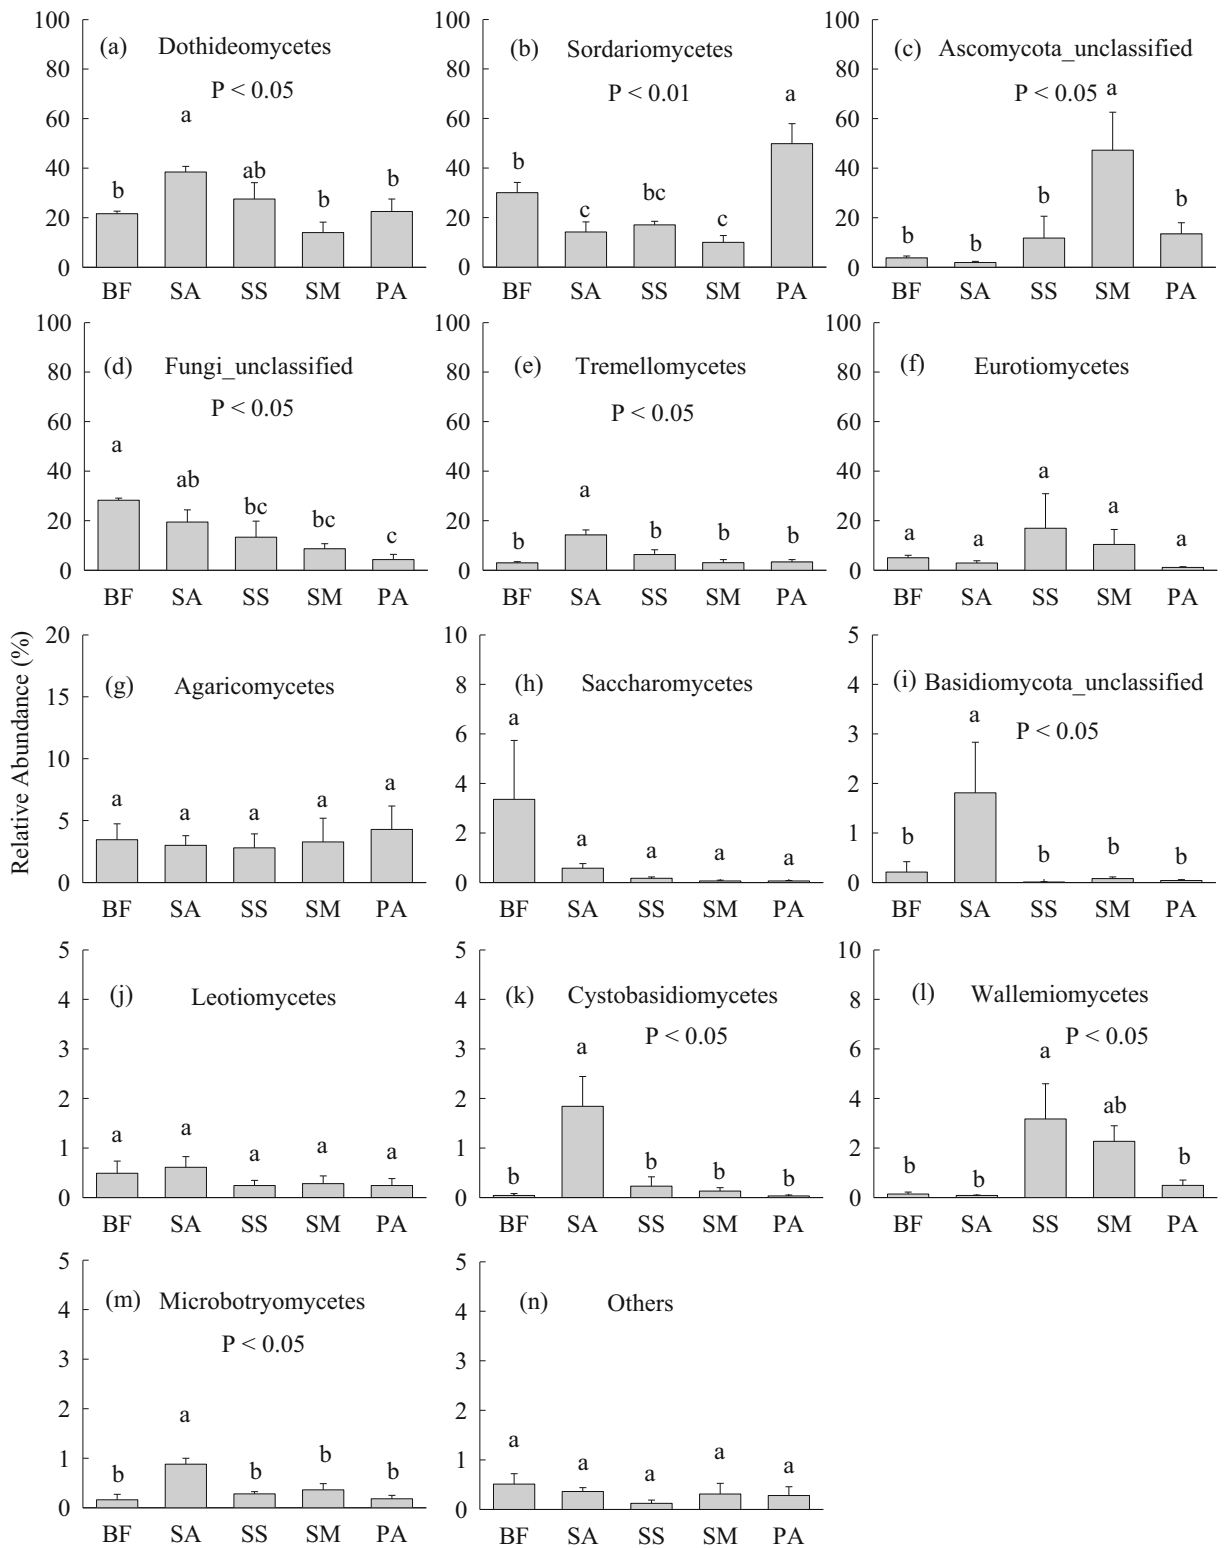 Relative Abundance (%)
(a) Dothideomycetes
P < 0.05
100
80
60
40
20
0
b
a
ab
b
b
BF SA SS SM PA
(b) Sordariomycetes
P < 0.01
100
80
60
40
20
0
b
c
bc
c
a
BF SA SS SM PA
(c) Ascomycota_unclassified
P < 0.05
100
80
60
40
20
0
b
b
b
a
b
BF SA SS SM PA
(d) Fungi_unclassified
P < 0.05
100
80
60
40
20
0
a
ab
bc
bc
c
BF SA SS SM PA
(e) Tremellomycetes
P < 0.05
100
80
60
40
20
0
b
a
b
b
b
BF SA SS SM PA
(f) Eurotiomycetes
100
80
60
40
20
0
a
a
a
a
a
BF SA SS SM PA
(g) Agaricomycetes
20
15
10
5
0
a
a
a
a
a
BF SA SS SM PA
(h) Saccharomycetes
10
8
6
4
2
0
a
a
a
a
a
BF SA SS SM PA
(i) Basidiomycota_unclassified
P < 0.05
5
4
3
2
1
0
b
a
b
b
b
BF SA SS SM PA
(j) Leotiomycetes
5
4
3
2
1
0
a
a
a
a
a
BF SA SS SM PA
(k) Cystobasidiomycetes
P < 0.05
5
4
3
2
1
0
b
a
b
b
b
BF SA SS SM PA
(l) Wallemiomycetes
P < 0.05
10
8
6
4
2
0
b
b
a
ab
b
BF SA SS SM PA
(m) Microbotryomycetes
P < 0.05
5
4
3
2
1
0
b
a
b
b
b
BF SA SS SM PA
(n) Others
5
4
3
2
1
0
a
a
a
a
a
BF SA SS SM PA